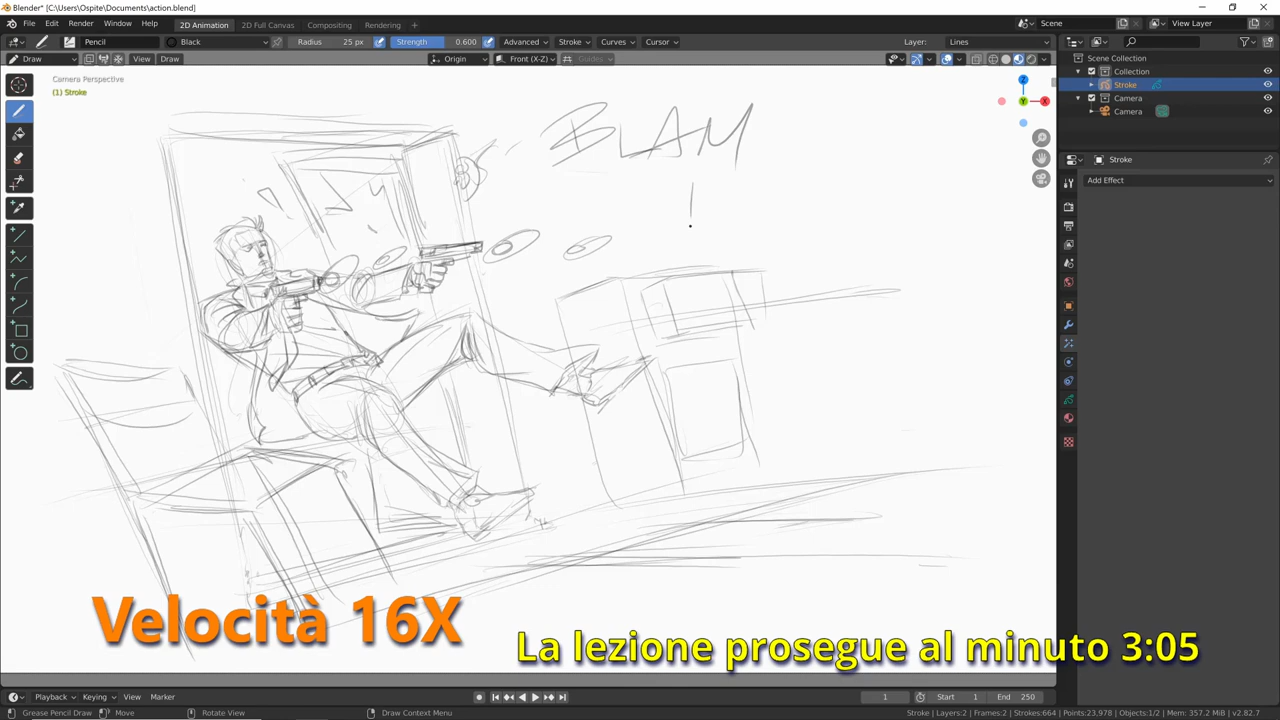 Blender* [C:\Users\Ospite\Documents\action.blend]
File Edit Render Window Help 2D Animation 2D Full Canvas Compositing Rendering Scene View Layer
Pencil Black Radius 25 px Strength 0.600 Advanced Stroke Curves Cursor Layer: Lines
Draw View Draw Origin Front (X-Z) Guides
Scene Collection
Collection
Stroke
Camera
Camera
Camera Perspective
(1) Stroke
Z
Y
X
BLAM
!
Stroke
Add Effect
Velocità 16X
La lezione prosegue al minuto 3:05
Playback Keying View Marker 1 Start 1 End 250
Grease Pencil Draw Move Rotate View Draw Context Menu Stroke | Layers:2 | Frames:2 | Strokes:664 | Points:23,978 | Objects:1/2 | Mem: 357.2 MiB | v2.82.7